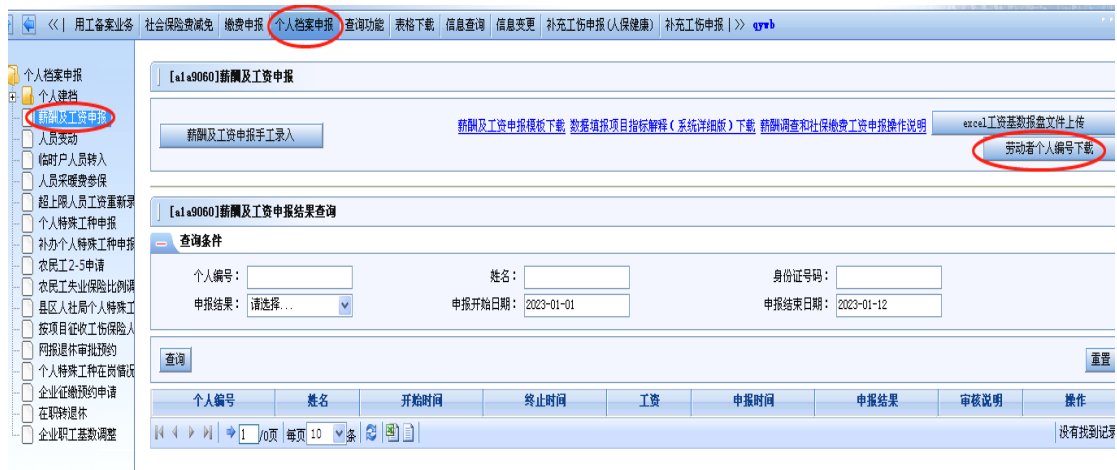 <<| 用工备案业务 社会保险费减免 缴费申报 个人档案申报 查询功能 表格下载 信息查询 信息变更 补充工伤申报(人保健康) 补充工伤申报 |>> qywb
个人档案申报
个人建档
薪酬及工资申报
人员变动
临时户人员转入
人员采暖费参保
超上限人员工资重新录
个人特殊工种申报
补办个人特殊工种申报
农民工2-5申请
农民工失业保险比例调
县区人社局个人特殊工
按项目征收工伤保险人
网报退休审批预约
个人特殊工种在岗情况
企业征缴预约申请
在职转退休
企业职工基数调整
[a1a9060]薪酬及工资申报
薪酬及工资申报手工录入
薪酬及工资申报模板下载 数据填报项目指标解释(系统详细版)下载 薪酬调查和社保缴费工资申报操作说明 excel工资基数报盘文件上传
劳动者个人编号下载
[a1a9060]薪酬及工资申报结果查询
查询条件
个人编号: 姓名: 身份证号码:
申报结果: 请选择... 申报开始日期: 2023-01-01 申报结束日期: 2023-01-12
查询 重置
个人编号 姓名 开始时间 终止时间 工资 申报时间 申报结果 审核说明 操作
1 /0页 每页 10 条 没有找到记录